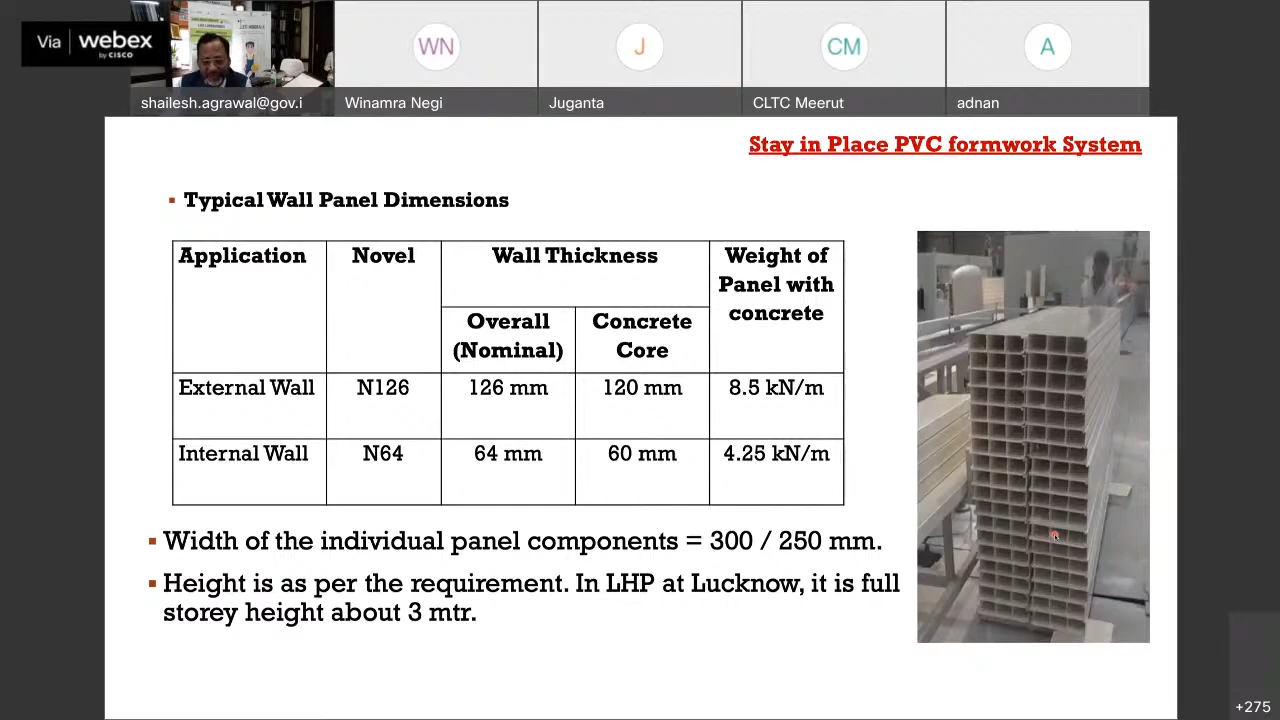 Via webex
by CISCO
WN
J
CM
A
shailesh.agrawal@gov.i
Winamra Negi
Juganta
CLTC Meerut
adnan
Stay in Place PVC formwork System
▪ Typical Wall Panel Dimensions
Application
Novel
Wall Thickness
Weight of
Panel with
concrete
Overall
(Nominal)
Concrete
Core
External Wall
N126
126 mm
120 mm
8.5 kN/m
Internal Wall
N64
64 mm
60 mm
4.25 kN/m
▪ Width of the individual panel components = 300 / 250 mm.
▪ Height is as per the requirement. In LHP at Lucknow, it is full
storey height about 3 mtr.
+275